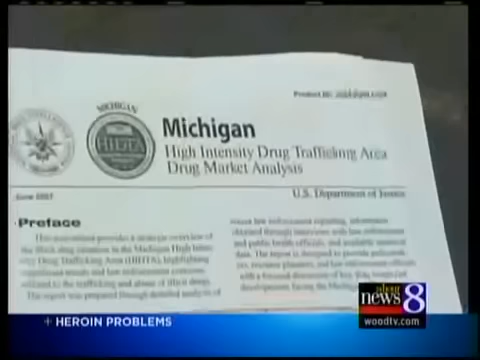 MICHIGAN
HIDTA
Michigan
High Intensity Drug Trafficking Area
Drug Market Analysis
June 2007
U.S. Department of Justice
Preface
This assessment provides a strategic overview of
the illicit drug situation in the Michigan High Inten-
sity Drug Trafficking Area (HIDTA), highlighting
significant trends and law enforcement concerns
related to the trafficking and abuse of illicit drugs.
The report was prepared through detailed analysis of
recent law enforcement reporting, information
obtained through interviews with law enforcement
and public health officials, and available statistical
data. The report is designed to provide policymak-
ers, resource planners, and law enforcement officials
with a focused discussion of key drug issues and
developments facing the Michigan
+ HEROIN PROBLEMS
24 hour
news 8
woodtv.com